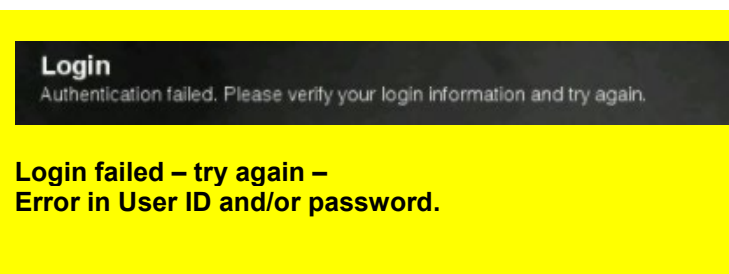 Login
Authentication failed. Please verify your login information and try again.
Login failed – try again –
Error in User ID and/or password.